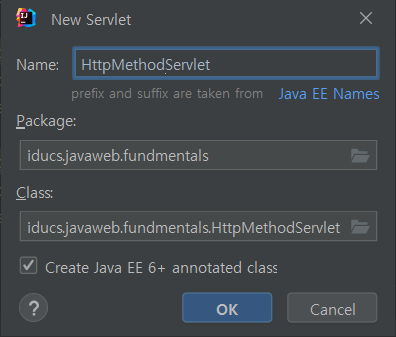 New Servlet
Name: HttpMethodServlet
prefix and suffix are taken from Java EE Names
Package:
iducs.javaweb.fundmentals
Class:
iducs.javaweb.fundmentals.HttpMethodServlet
Create Java EE 6+ annotated class
? OK Cancel